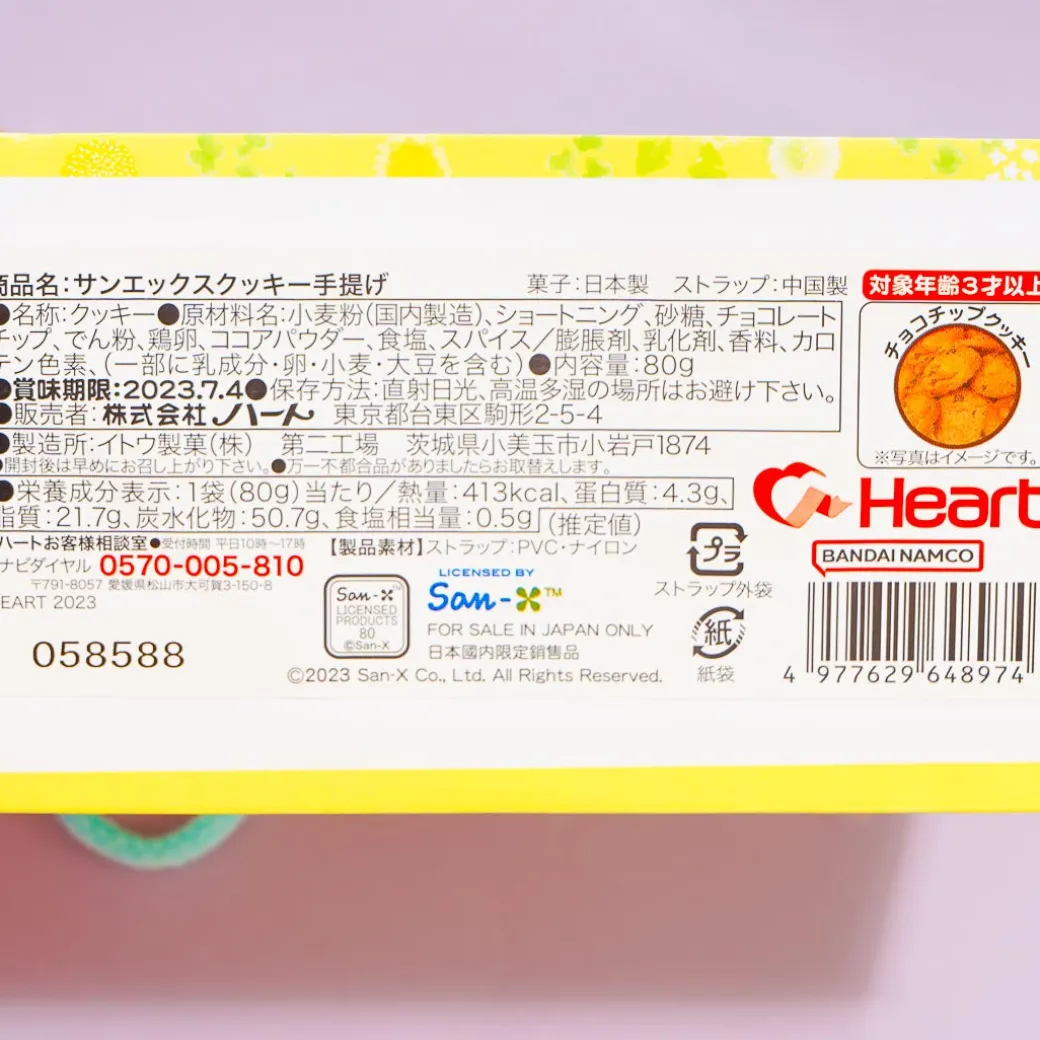 商品名:サンエックスクッキー手提げ 菓子:日本製 ストラップ:中国製
対象年齢3才以上
●名称:クッキー●原材料名:小麦粉(国内製造)、ショートニング、砂糖、チョコレート
チップ、でん粉、鶏卵、ココアパウダー、食塩、スパイス/膨脹剤、乳化剤、香料、カロ
テン色素、(一部に乳成分・卵・小麦・大豆を含む)●内容量:80g
●賞味期限:2023.7.4●保存方法:直射日光、高温多湿の場所はお避け下さい。
●販売者:株式会社ハート 東京都台東区駒形2-5-4
●製造所:イトウ製菓(株) 第二工場 茨城県小美玉市小岩戸1874
●開封後は早めにお召し上がり下さい。●万一不都合品がありましたらお取替えします。
●栄養成分表示:1袋(80g)当たり/熱量:413kcal、蛋白質:4.3g、
脂質:21.7g、炭水化物:50.7g、食塩相当量:0.5g(推定値)
チョコチップクッキー
※写真はイメージです。
Heart
BANDAI NAMCO
ハートお客様相談室●受付時間 平日10時〜17時
ナビダイヤル 0570-005-810
〒791-8057 愛媛県松山市大可賀3-150-8
EART 2023
058588
【製品素材】ストラップ:PVC・ナイロン
San-X™
LICENSED
PRODUCTS
80
©San-X
LICENSED BY
San-X™
FOR SALE IN JAPAN ONLY
日本國内限定銷售品
©2023 San-X Co., Ltd. All Rights Reserved.
プラ
ストラップ外袋
紙
紙袋
4 977629 648974